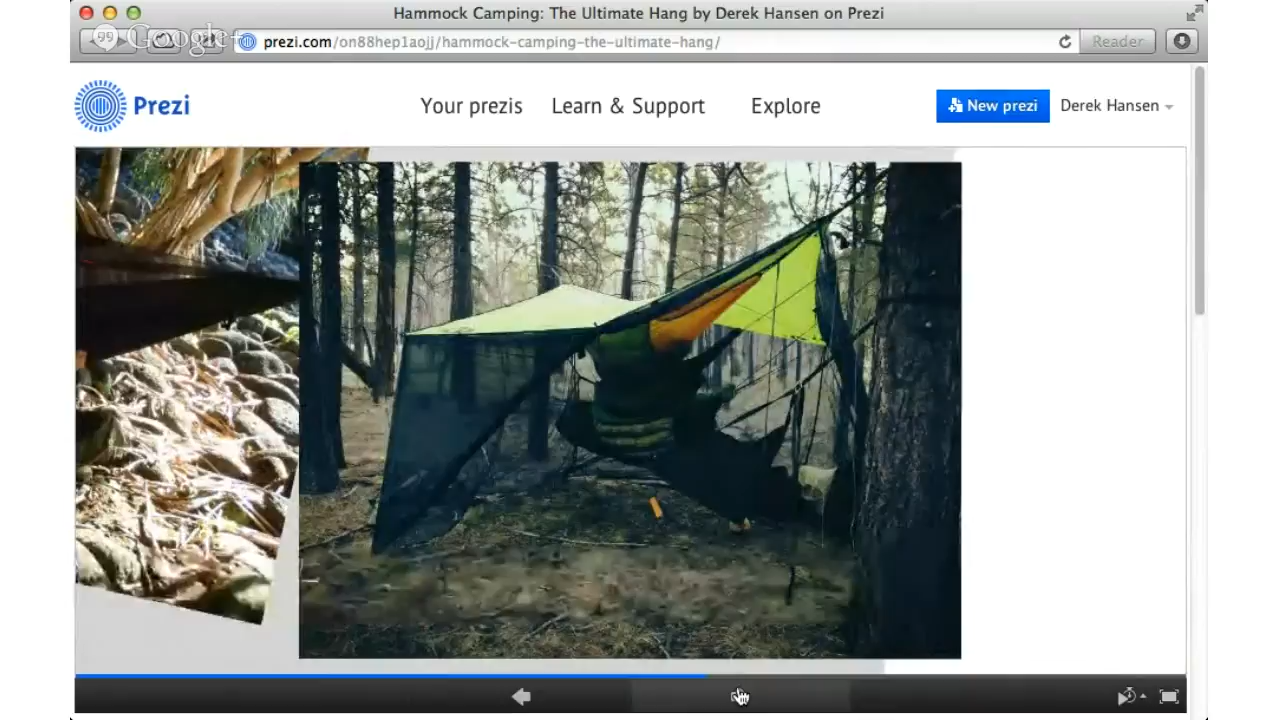 Hammock Camping: The Ultimate Hang by Derek Hansen on Prezi
Google+
prezi.com/on88hep1aojj/hammock-camping-the-ultimate-hang/
Reader
Prezi
Your prezis
Learn & Support
Explore
New prezi
Derek Hansen